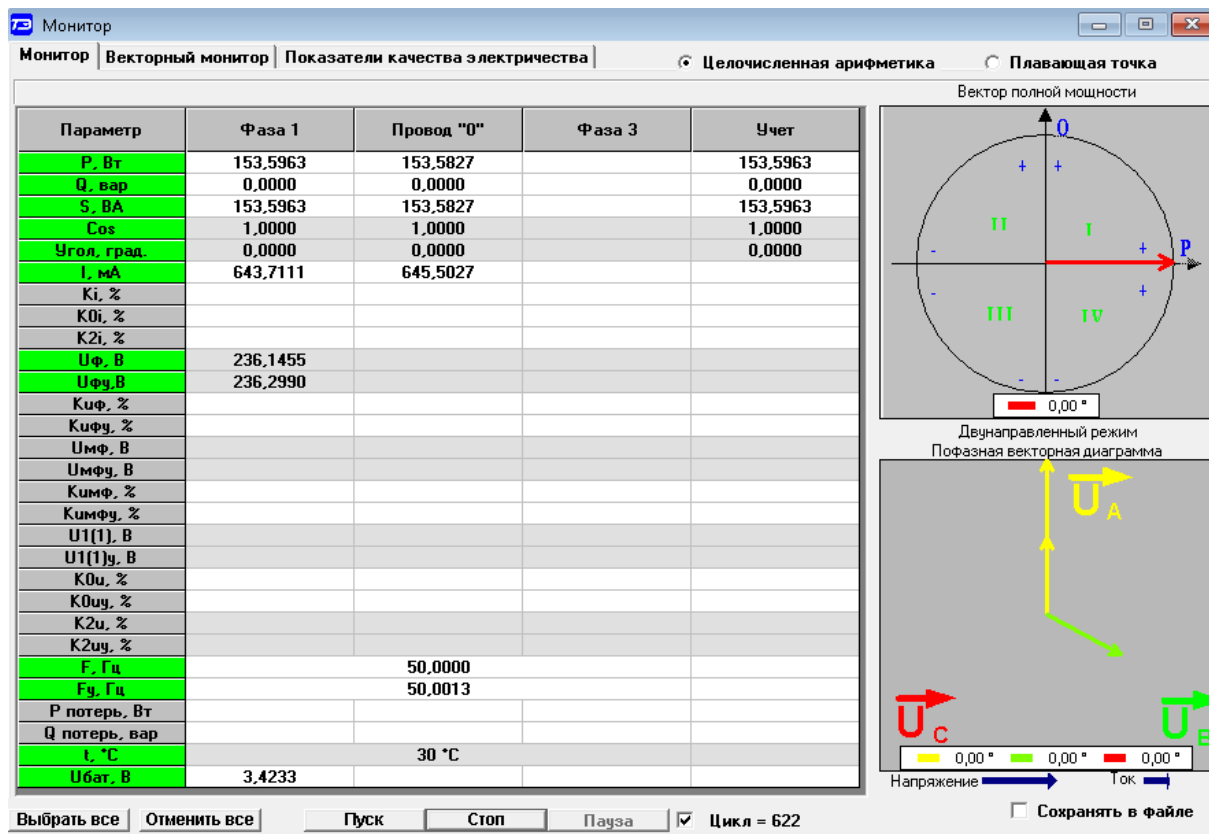 ТЭ Монитор
Монитор Векторный монитор Показатели качества электричества Целочисленная арифметика Плавающая точка
Вектор полной мощности
Параметр Фаза 1 Провод "0" Фаза 3 Учет
P, Вт 153,5963 153,5827 153,5963
Q, вар 0,0000 0,0000 0,0000
S, ВА 153,5963 153,5827 153,5963
Cos 1,0000 1,0000 1,0000
Угол, град. 0,0000 0,0000 0,0000
I, мА 643,7111 645,5027
Ki, %
K0i, %
K2i, %
Uф, В 236,1455
Uфу,В 236,2990
Kuф, %
Kuфу, %
Uмф, В
Uмфу, В
Kuмф, %
Kuмфу, %
U1(1), В
U1(1)у, В
K0u, %
K0uу, %
K2u, %
K2uу, %
F, Гц 50,0000
Fу, Гц 50,0013
P потерь, Вт
Q потерь, вар
t, °C 30 °C
Uбат, В 3,4233
Q
+ +
II I
- + P
- +
III IV
- -
0,00 °
Двунаправленный режим
Пофазная векторная диаграмма
U A
U C U B
0,00 ° 0,00 ° 0,00 °
Напряжение Ток
Выбрать все Отменить все Пуск Стоп Пауза Цикл = 622 Сохранять в файле